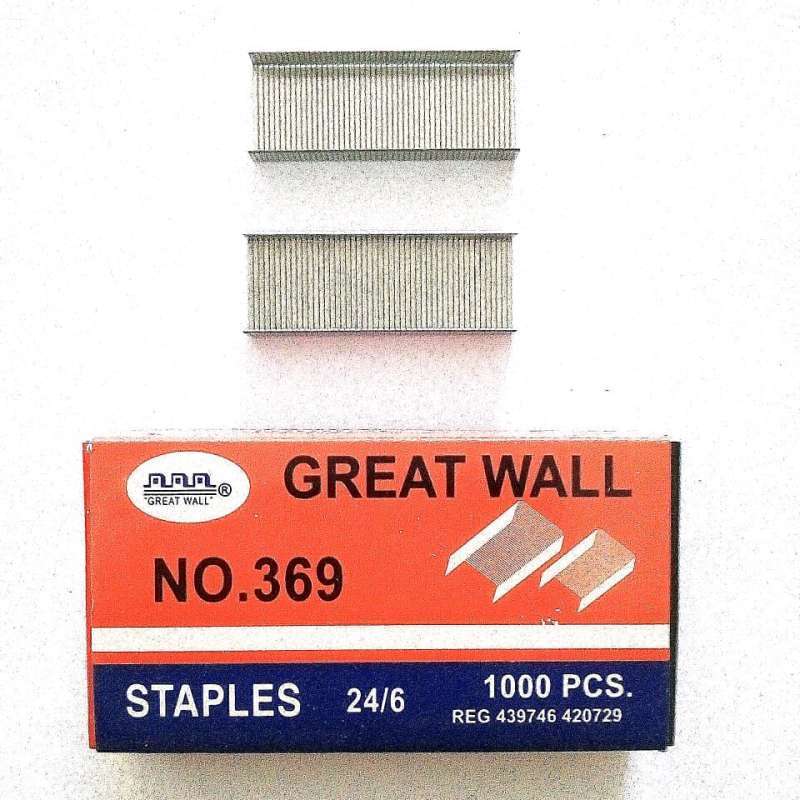 GREAT WALL
"GREAT WALL" ®
NO.369
STAPLES 24/6 1000 PCS.
REG 439746 420729